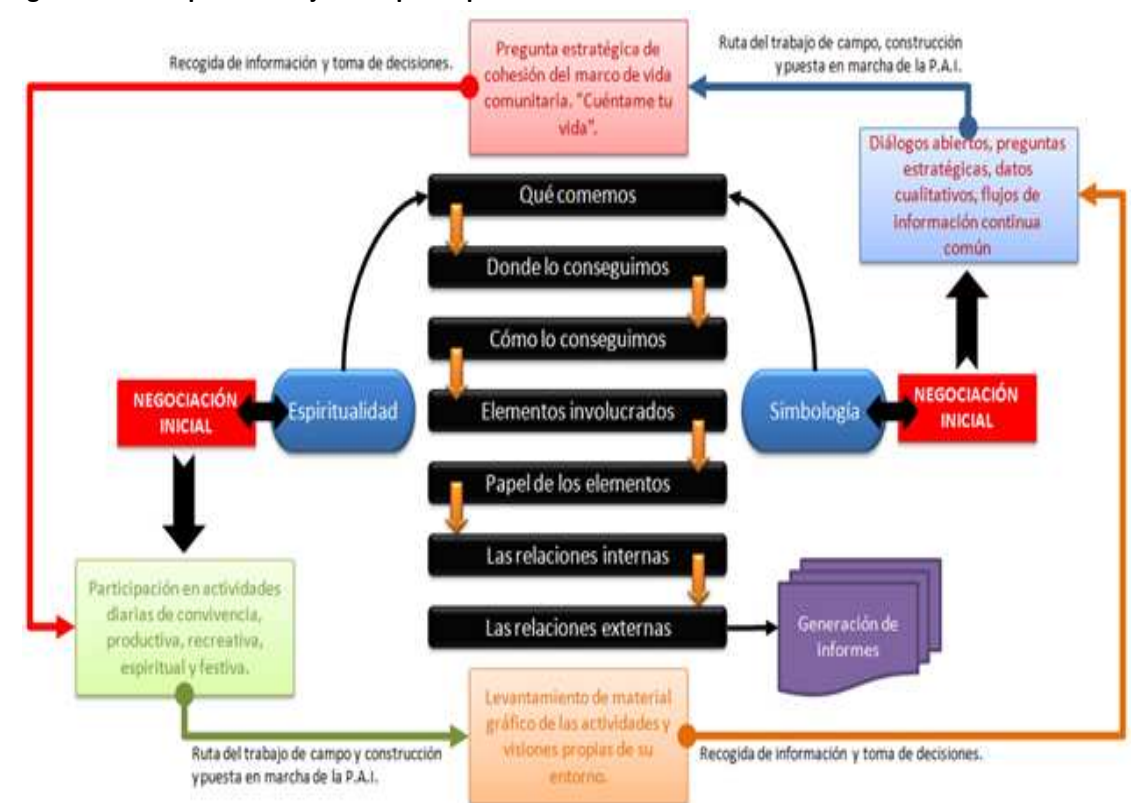 Recogida de información y toma de decisiones.
Pregunta estratégica de
cohesión del marco de vida
comunitaria. "Cuéntame tu
vida".
Ruta del trabajo de campo, construcción
y puesta en marcha de la P.A.I.
Diálogos abiertos, preguntas
estratégicas, datos
cualitativos, flujos de
información continua
común
Qué comemos
Donde lo conseguimos
Cómo lo conseguimos
Elementos involucrados
Papel de los elementos
Las relaciones internas
Las relaciones externas
NEGOCIACIÓN
INICIAL
Espiritualidad
Simbología
NEGOCIACIÓN
INICIAL
Participación en actividades
diarias de convivencia,
productiva, recreativa,
espiritual y festiva.
Generación de
Informes
Levantamiento de material
gráfico de las actividades y
visiones propias de su
entorno.
Ruta del trabajo de campo y construcción
y puesta en marcha de la P.A.I.
Recogida de información y toma de decisiones.